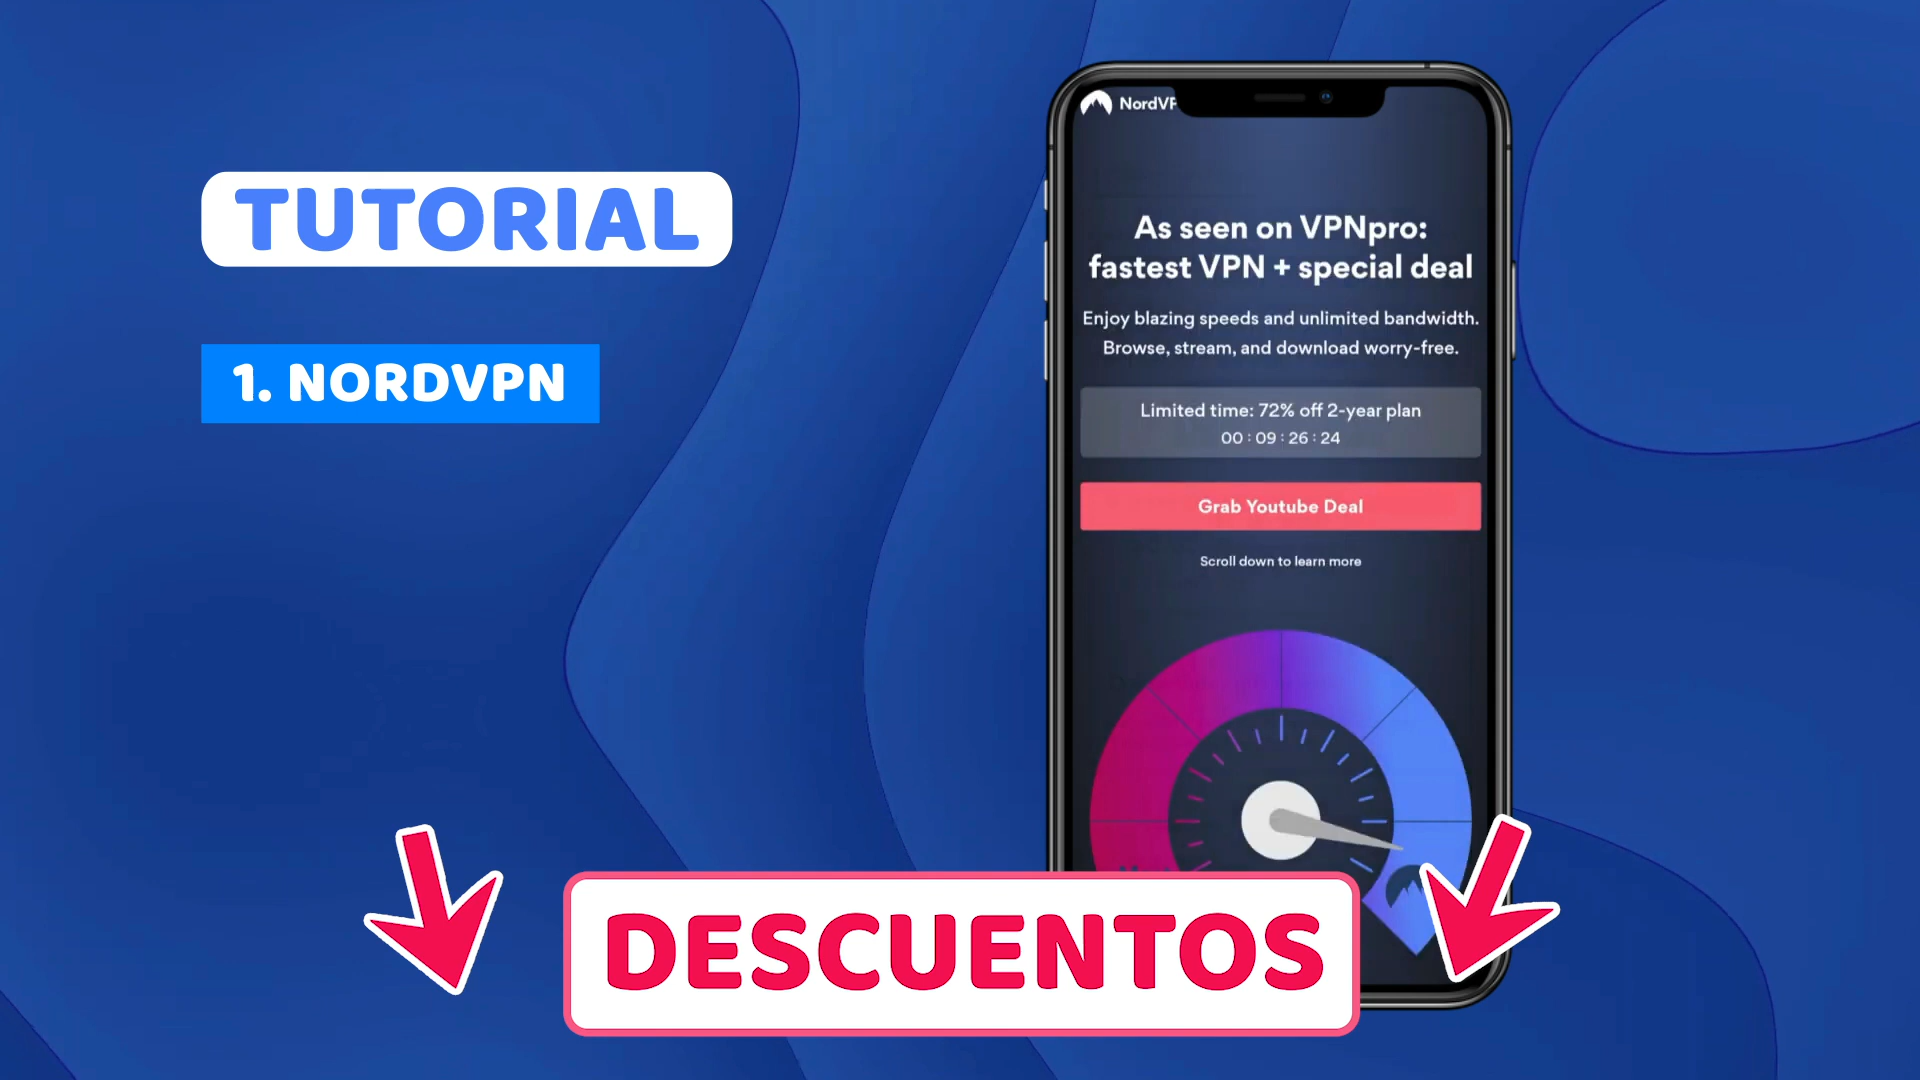 TUTORIAL
1. NORDVPN
NordVP
As seen on VPNpro:
fastest VPN + special deal
Enjoy blazing speeds and unlimited bandwidth.
Browse, stream, and download worry-free.
Limited time: 72% off 2-year plan
00 : 09 : 26 : 24
Grab Youtube Deal
Scroll down to learn more
DESCUENTOS